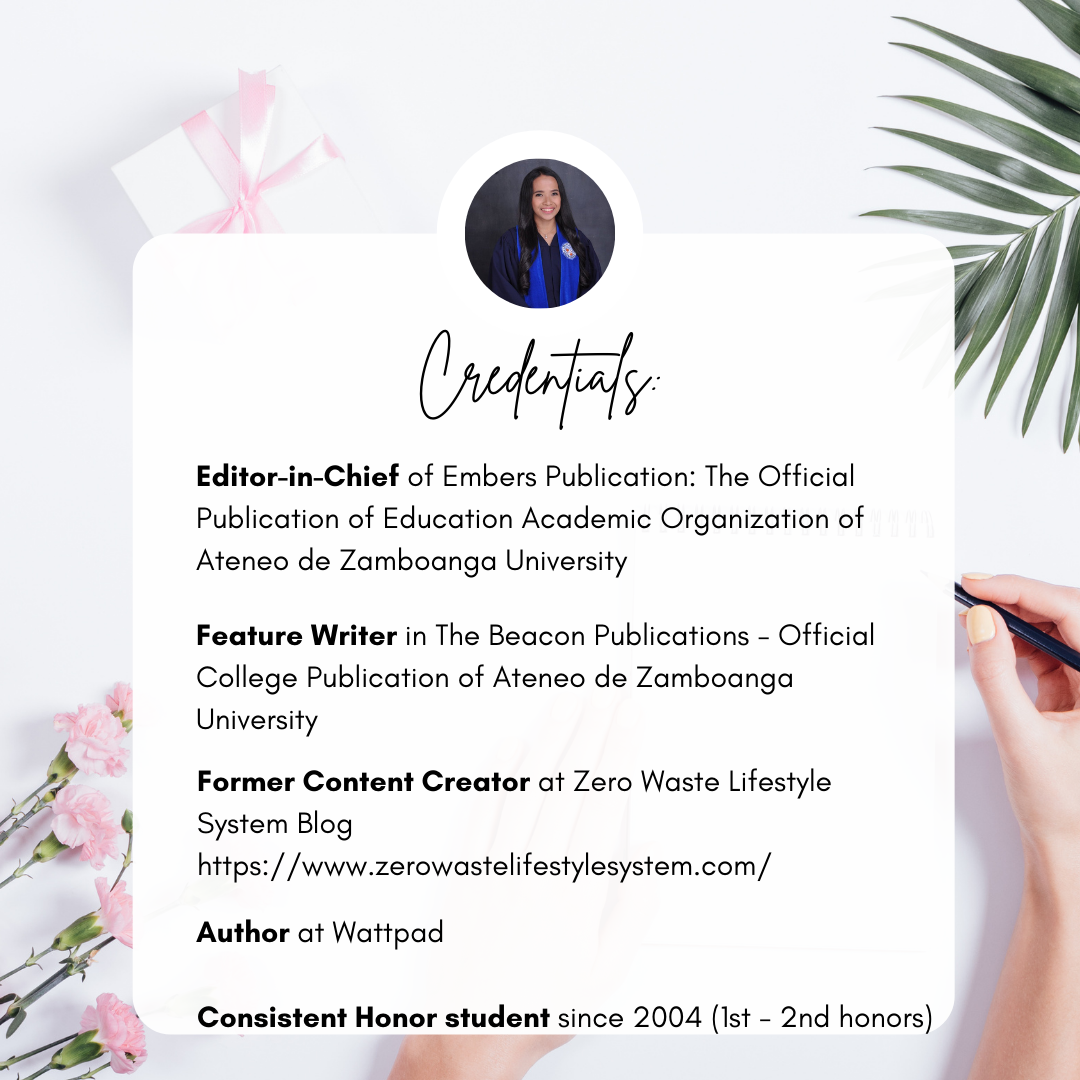 Credentials:
Editor-in-Chief of Embers Publication: The Official
Publication of Education Academic Organization of
Ateneo de Zamboanga University
Feature Writer in The Beacon Publications - Official
College Publication of Ateneo de Zamboanga
University
Former Content Creator at Zero Waste Lifestyle
System Blog
https://www.zerowastelifestylesystem.com/
Author at Wattpad
Consistent Honor student since 2004 (1st - 2nd honors)